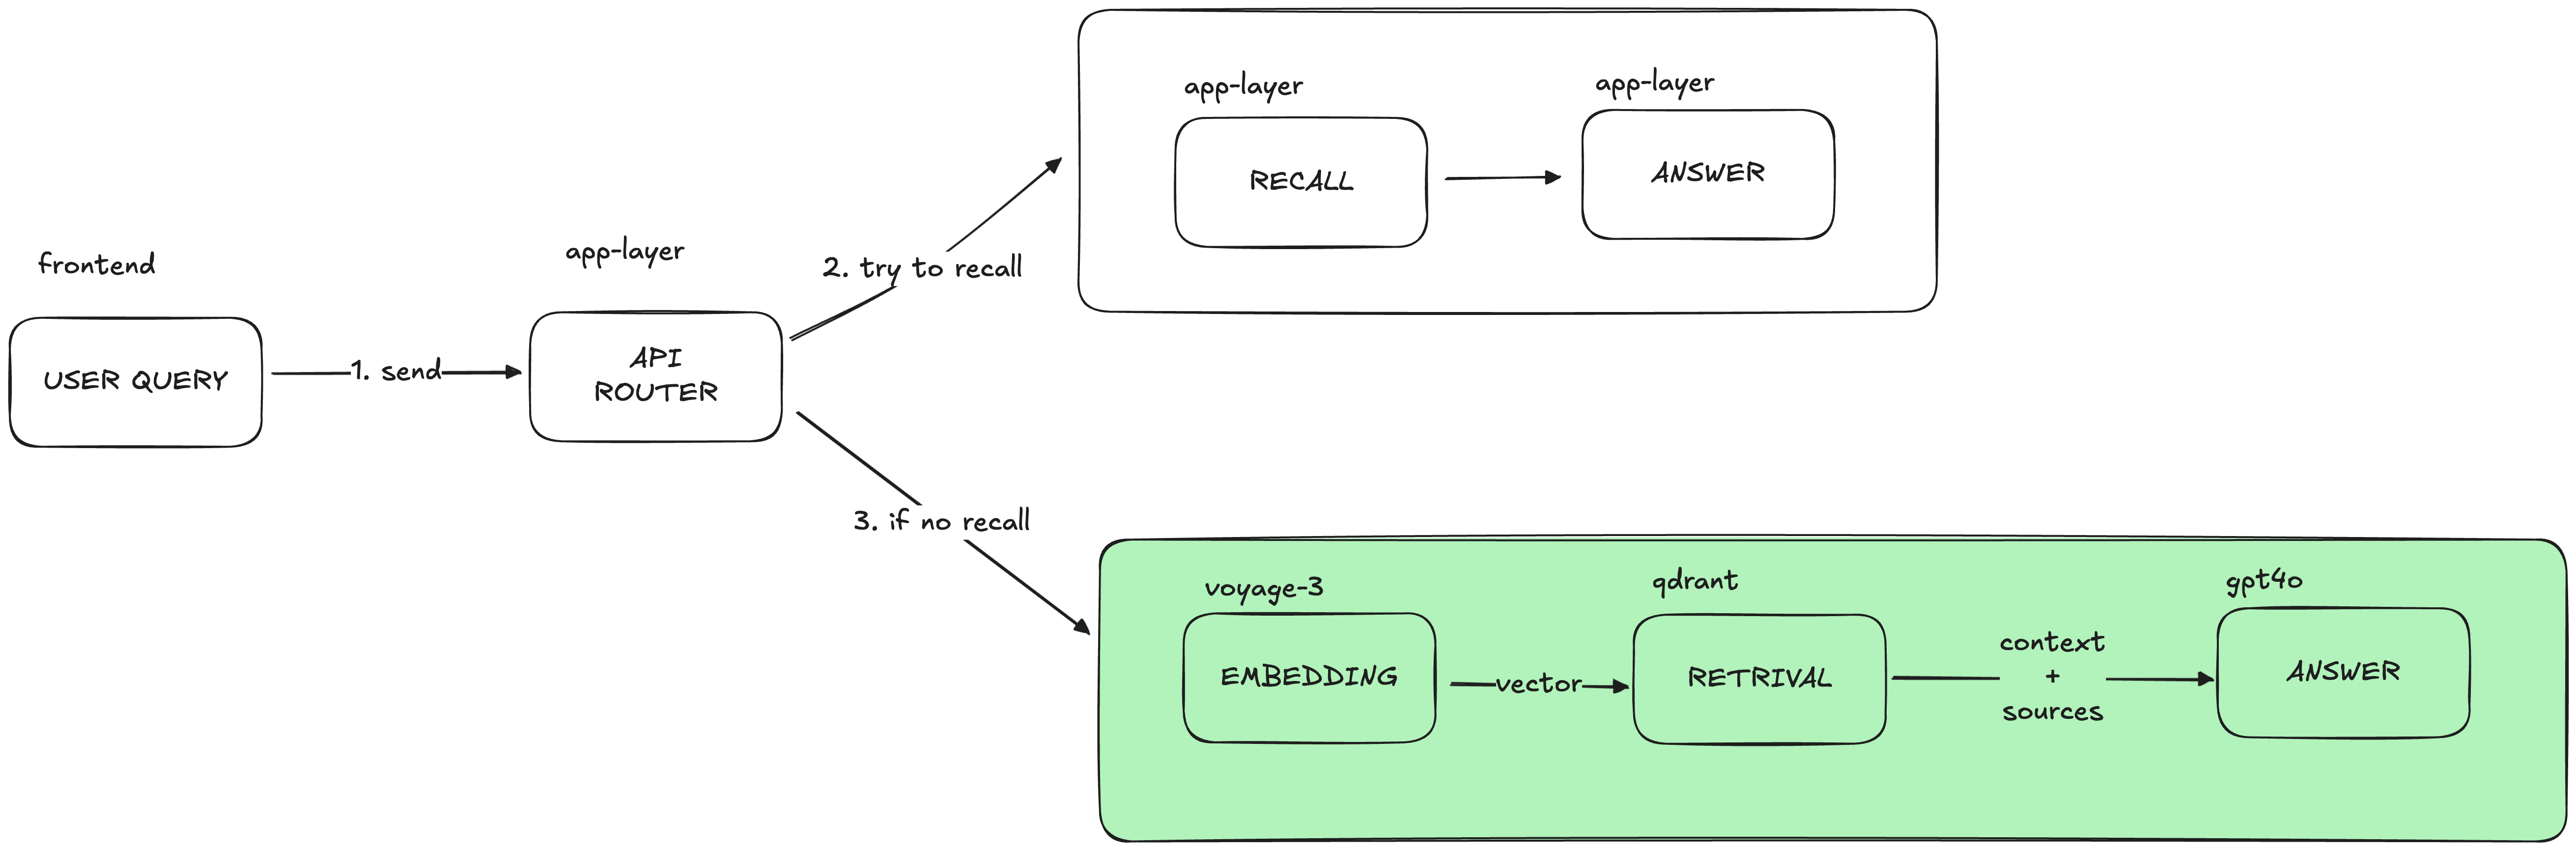 frontend
USER QUERY
1. send
app-layer
API
ROUTER
2. try to recall
app-layer
RECALL
app-layer
ANSWER
3. if no recall
voyage-3
EMBEDDING
vector
qdrant
RETRIVAL
context
+
sources
gpt4o
ANSWER